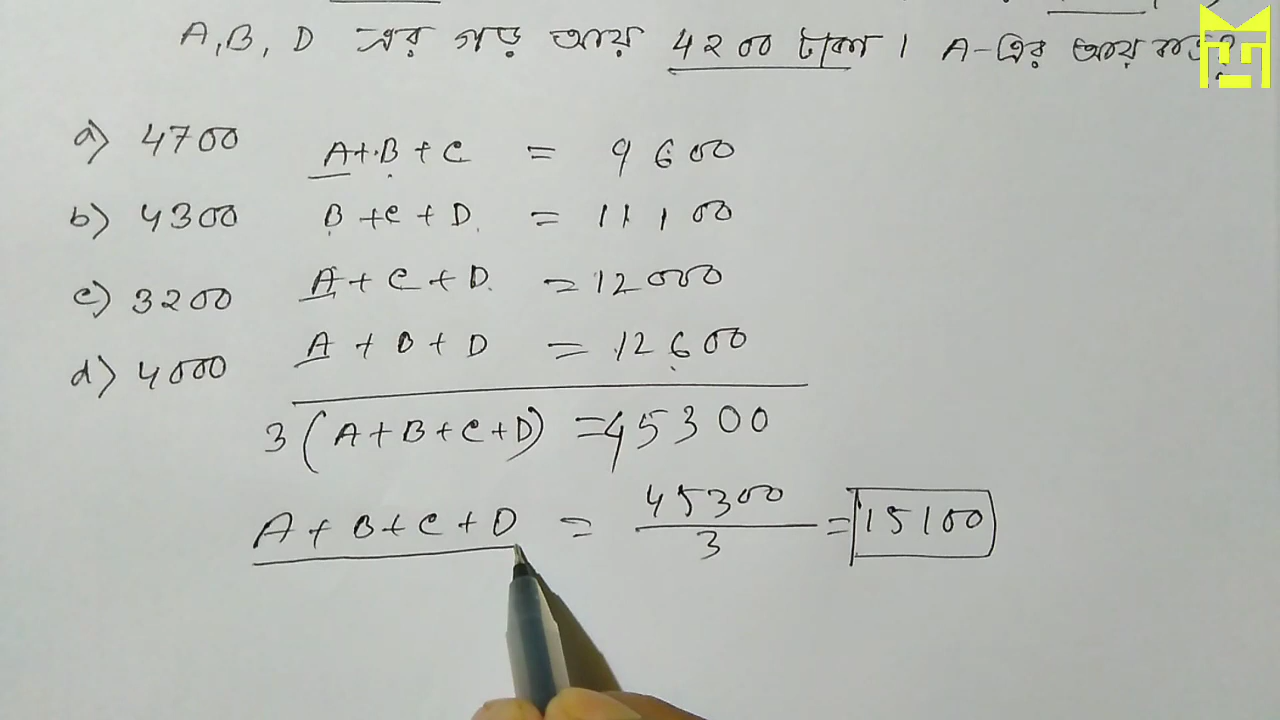 A, B, D এর গড় আয় 4200 টাকা। A-এর আয় কত?
a) 4700
b) 4300
c) 3200
d) 4000
A + B + C = 9600
B + C + D = 11100
A + C + D = 12000
A + B + D = 12600
3 (A + B + C + D) = 45300
A + B + C + D = 45300 / 3 = 15100